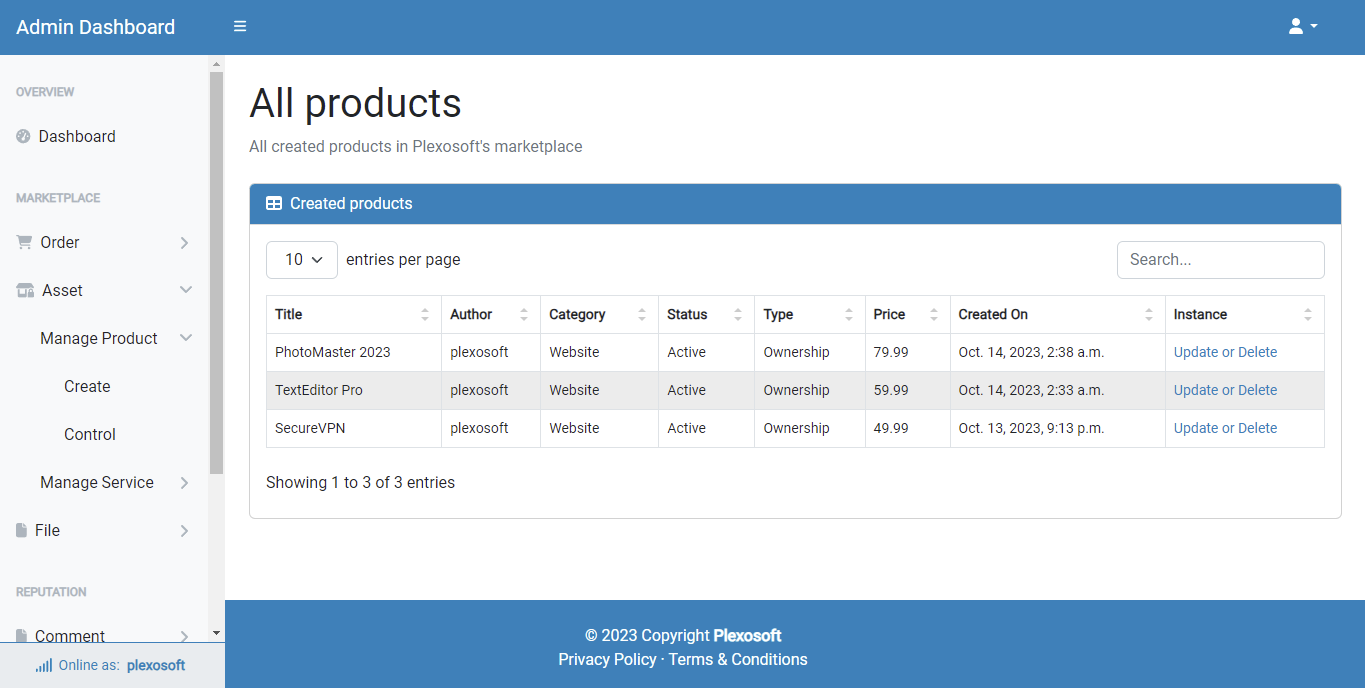 Admin Dashboard
OVERVIEW
Dashboard
MARKETPLACE
Order
Asset
Manage Product
Create
Control
Manage Service
File
REPUTATION
Comment
Online as: plexosoft
All products
All created products in Plexosoft's marketplace
Created products
10 entries per page
Search...
Title Author Category Status Type Price Created On Instance
PhotoMaster 2023 plexosoft Website Active Ownership 79.99 Oct. 14, 2023, 2:38 a.m. Update or Delete
TextEditor Pro plexosoft Website Active Ownership 59.99 Oct. 14, 2023, 2:33 a.m. Update or Delete
SecureVPN plexosoft Website Active Ownership 49.99 Oct. 13, 2023, 9:13 p.m. Update or Delete
Showing 1 to 3 of 3 entries
© 2023 Copyright Plexosoft
Privacy Policy · Terms & Conditions